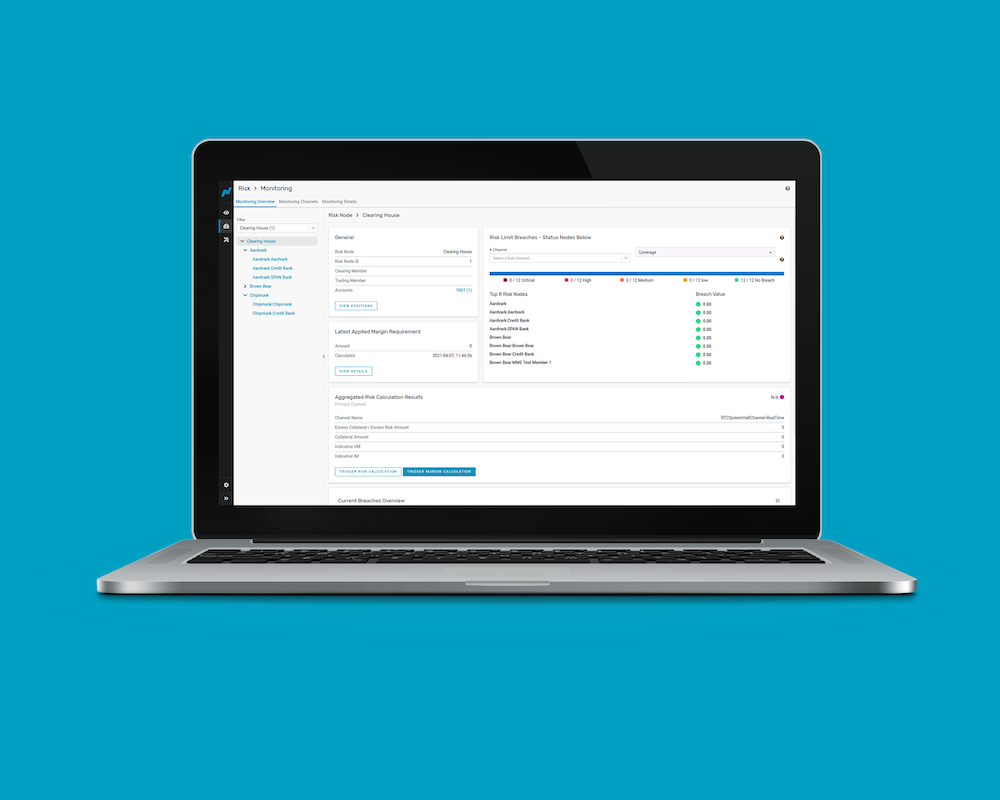 Risk > Monitoring
Monitoring Overview Monitoring Channels Monitoring Details
Filter
Clearing House (1)
Clearing House
Aardvark
Aardvark:Aardvark
Aardvark:Credit Bank
Aardvark:SPAN Bank
Brown Bear
Chipmunk
Chipmunk:Chipmunk
Chipmunk:Credit Bank
Risk Node > Clearing House
General
Risk Node Clearing House
Risk Node ID 1
Clearing Member
Trading Member
Accounts 1001 (1)
VIEW POSITIONS
Latest Applied Margin Requirement
Amount 0
Calculated 2021-04-07, 11:44:36
VIEW DETAILS
Risk Limit Breaches - Status Nodes Below
* Channel
Select a Risk Channel...
Coverage
0 / 12 Critical 0 / 12 High 0 / 12 Medium 0 / 12 low 12 / 12 No Breach
Top 8 Risk Nodes Breach Value
Aardvark 0.00
Aardvark:Aardvark 0.00
Aardvark:Credit Bank 0.00
Aardvark:SPAN Bank 0.00
Brown Bear 0.00
Brown Bear:Brown Bear 0.00
Brown Bear:Credit Bank 0.00
Brown Bear:MME Test Member 1 0.00
Aggregated Risk Calculation Results N/A
Primary Channel
Channel Name RTCSystemVaRChannel-RealTime
Excess Collateral / Excess Risk Amount 0
Collateral Amount 0
Indicative VM 0
Indicative IM 0
TRIGGER RISK CALCULATION TRIGGER MARGIN CALCULATION
Current Breaches Overview